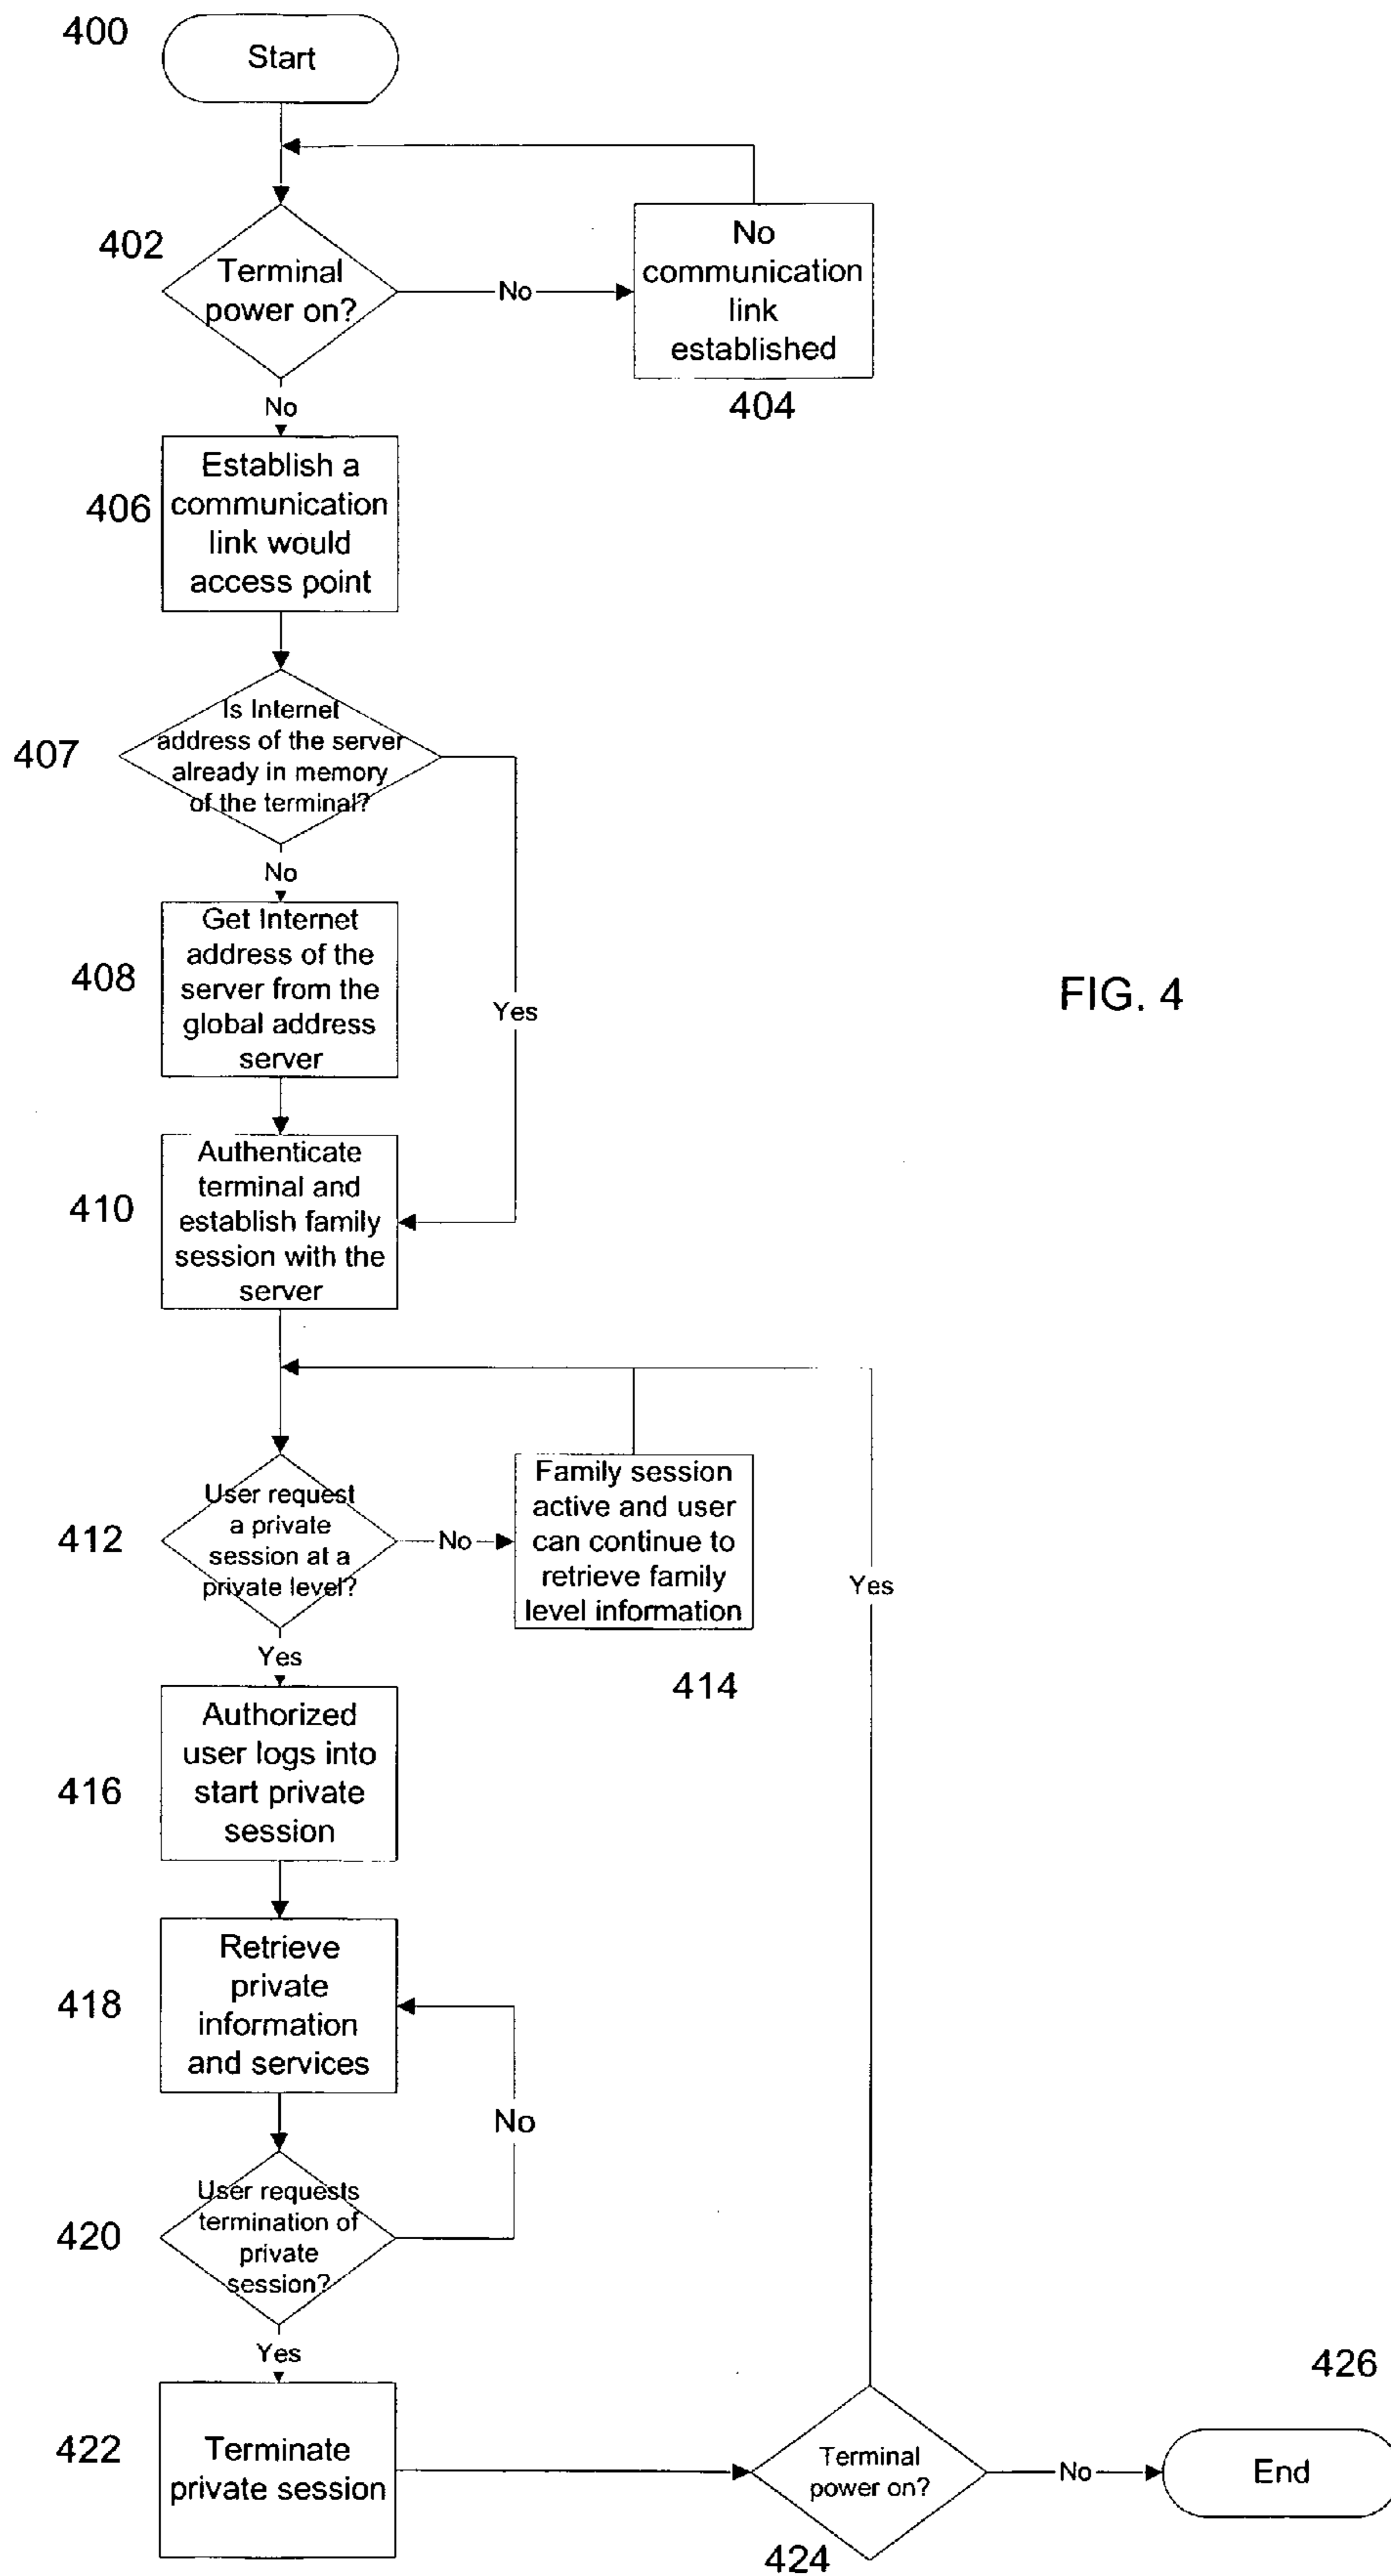 400
Start
402
Terminal
power on?
No
No
communication
link
established
404
No
406
Establish a
communication
link would
access point
407
Is Internet
address of the server
already in memory
of the terminal?
No
Yes
408
Get Internet
address of the
server from the
global address
server
FIG. 4
410
Authenticate
terminal and
establish family
session with the
server
412
User request
a private
session at a
private level?
No
Family session
active and user
can continue to
retrieve family
level information
414
Yes
Yes
416
Authorized
user logs into
start private
session
418
Retrieve
private
information
and services
No
420
User requests
termination of
private
session?
Yes
422
Terminate
private session
Terminal
power on?
424
No
426
End